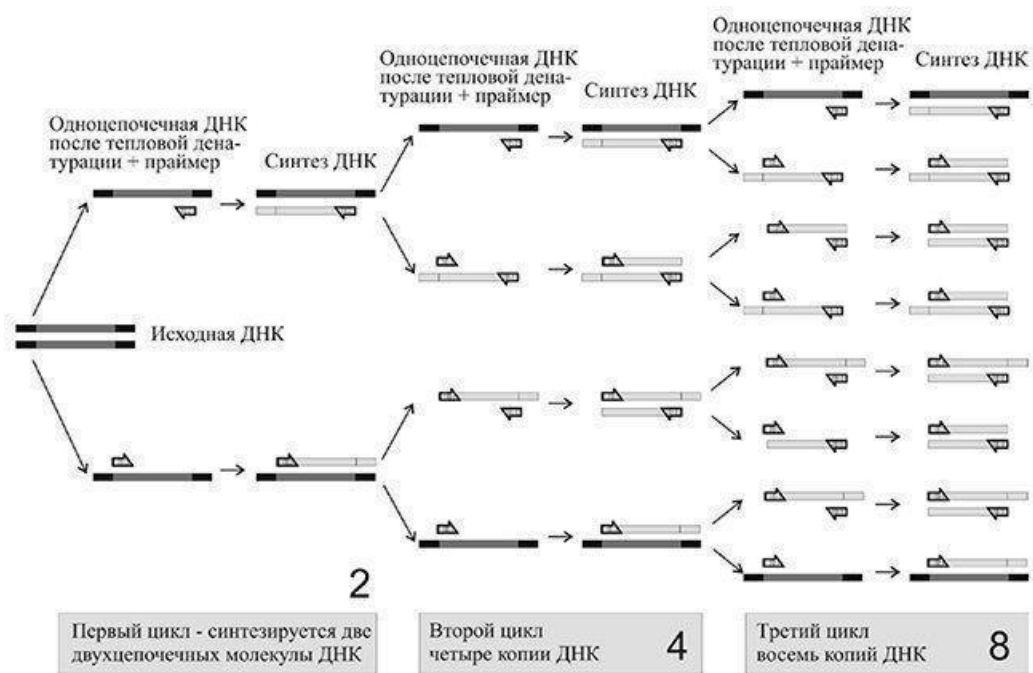 Одноцепочечная ДНК
после тепловой дена-
турации + праймер
Синтез ДНК
Исходная ДНК
Одноцепочечная ДНК
после тепловой дена-
турации + праймер
Синтез ДНК
Одноцепочечная ДНК
после тепловой дена-
турации + праймер
Синтез ДНК
2
Первый цикл - синтезируется две
двухцепочечных молекулы ДНК
Второй цикл
четыре копии ДНК
4
Третий цикл
восемь копий ДНК
8